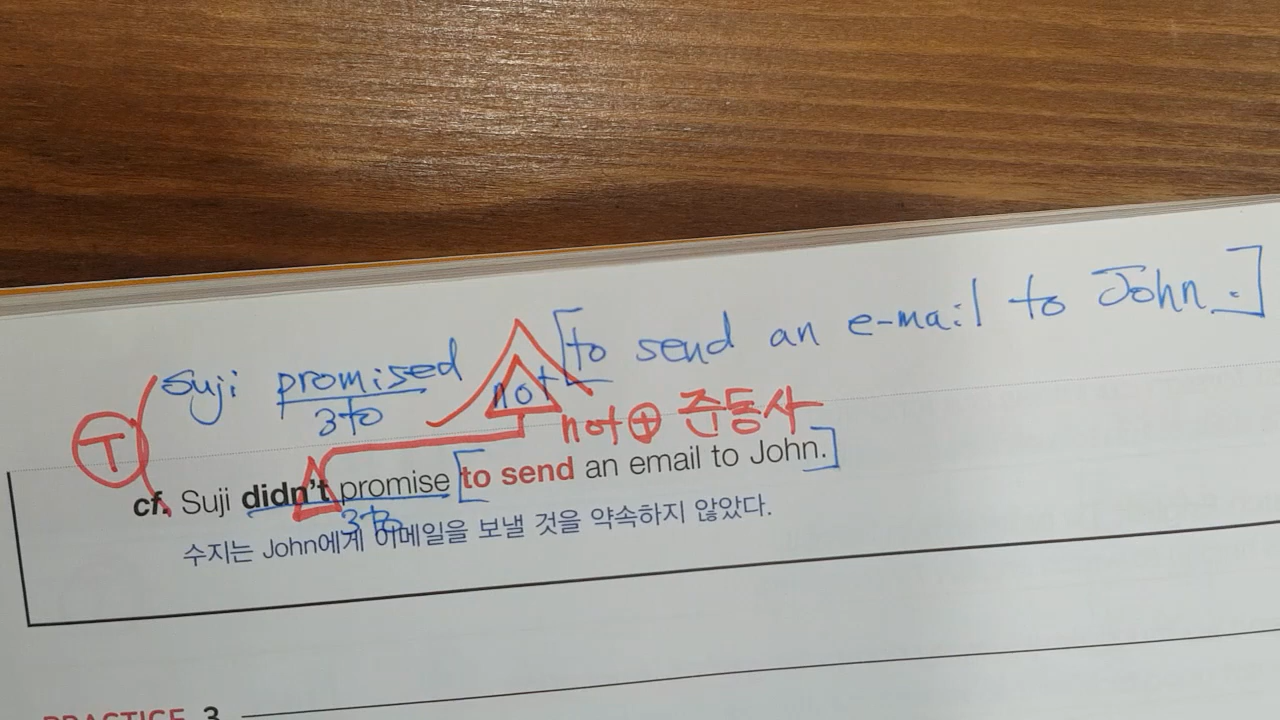 Suji promised not [to send an e-mail to John.]
3to
not ⊕ 준동사
T
cf. Suji didn't promise [to send an email to John.]
3to
수지는 John에게 이메일을 보낼 것을 약속하지 않았다.
PRACTICE 3